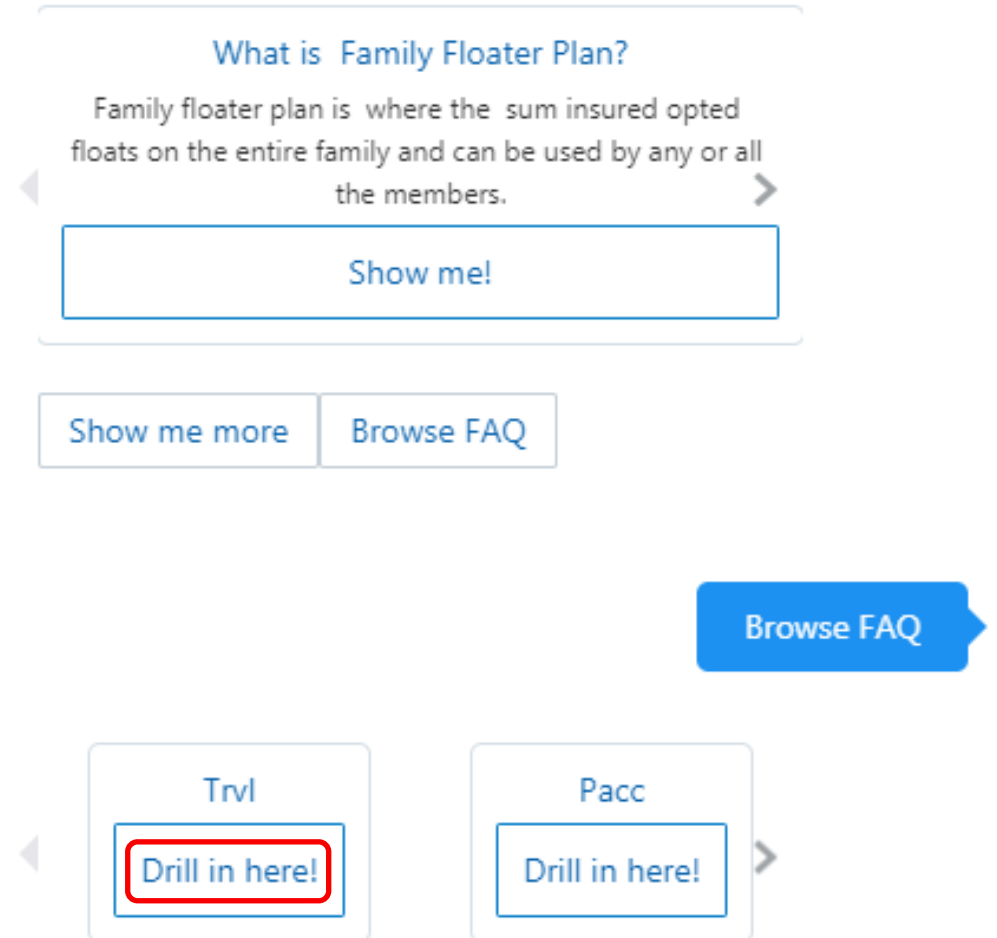 What is Family Floater Plan?
Family floater plan is where the sum insured opted
floats on the entire family and can be used by any or all
the members.
Show me!
Show me more
Browse FAQ
Browse FAQ
Trvl
Pacc
Drill in here!
Drill in here!